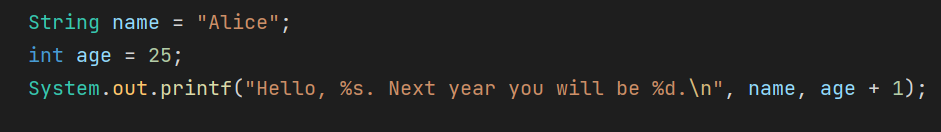 String name = "Alice";
int age = 25;
System.out.printf("Hello, %s. Next year you will be %d.\n", name, age + 1);